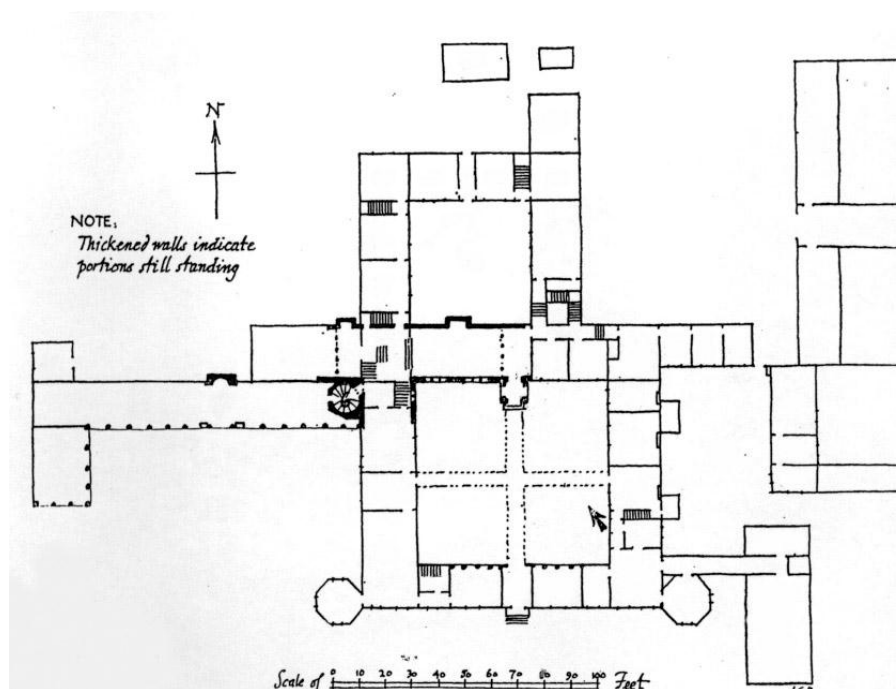 N
NOTE:
Thickened walls indicate
portions still standing
Scale of 0 10 20 30 40 50 60 70 80 90 100 Feet